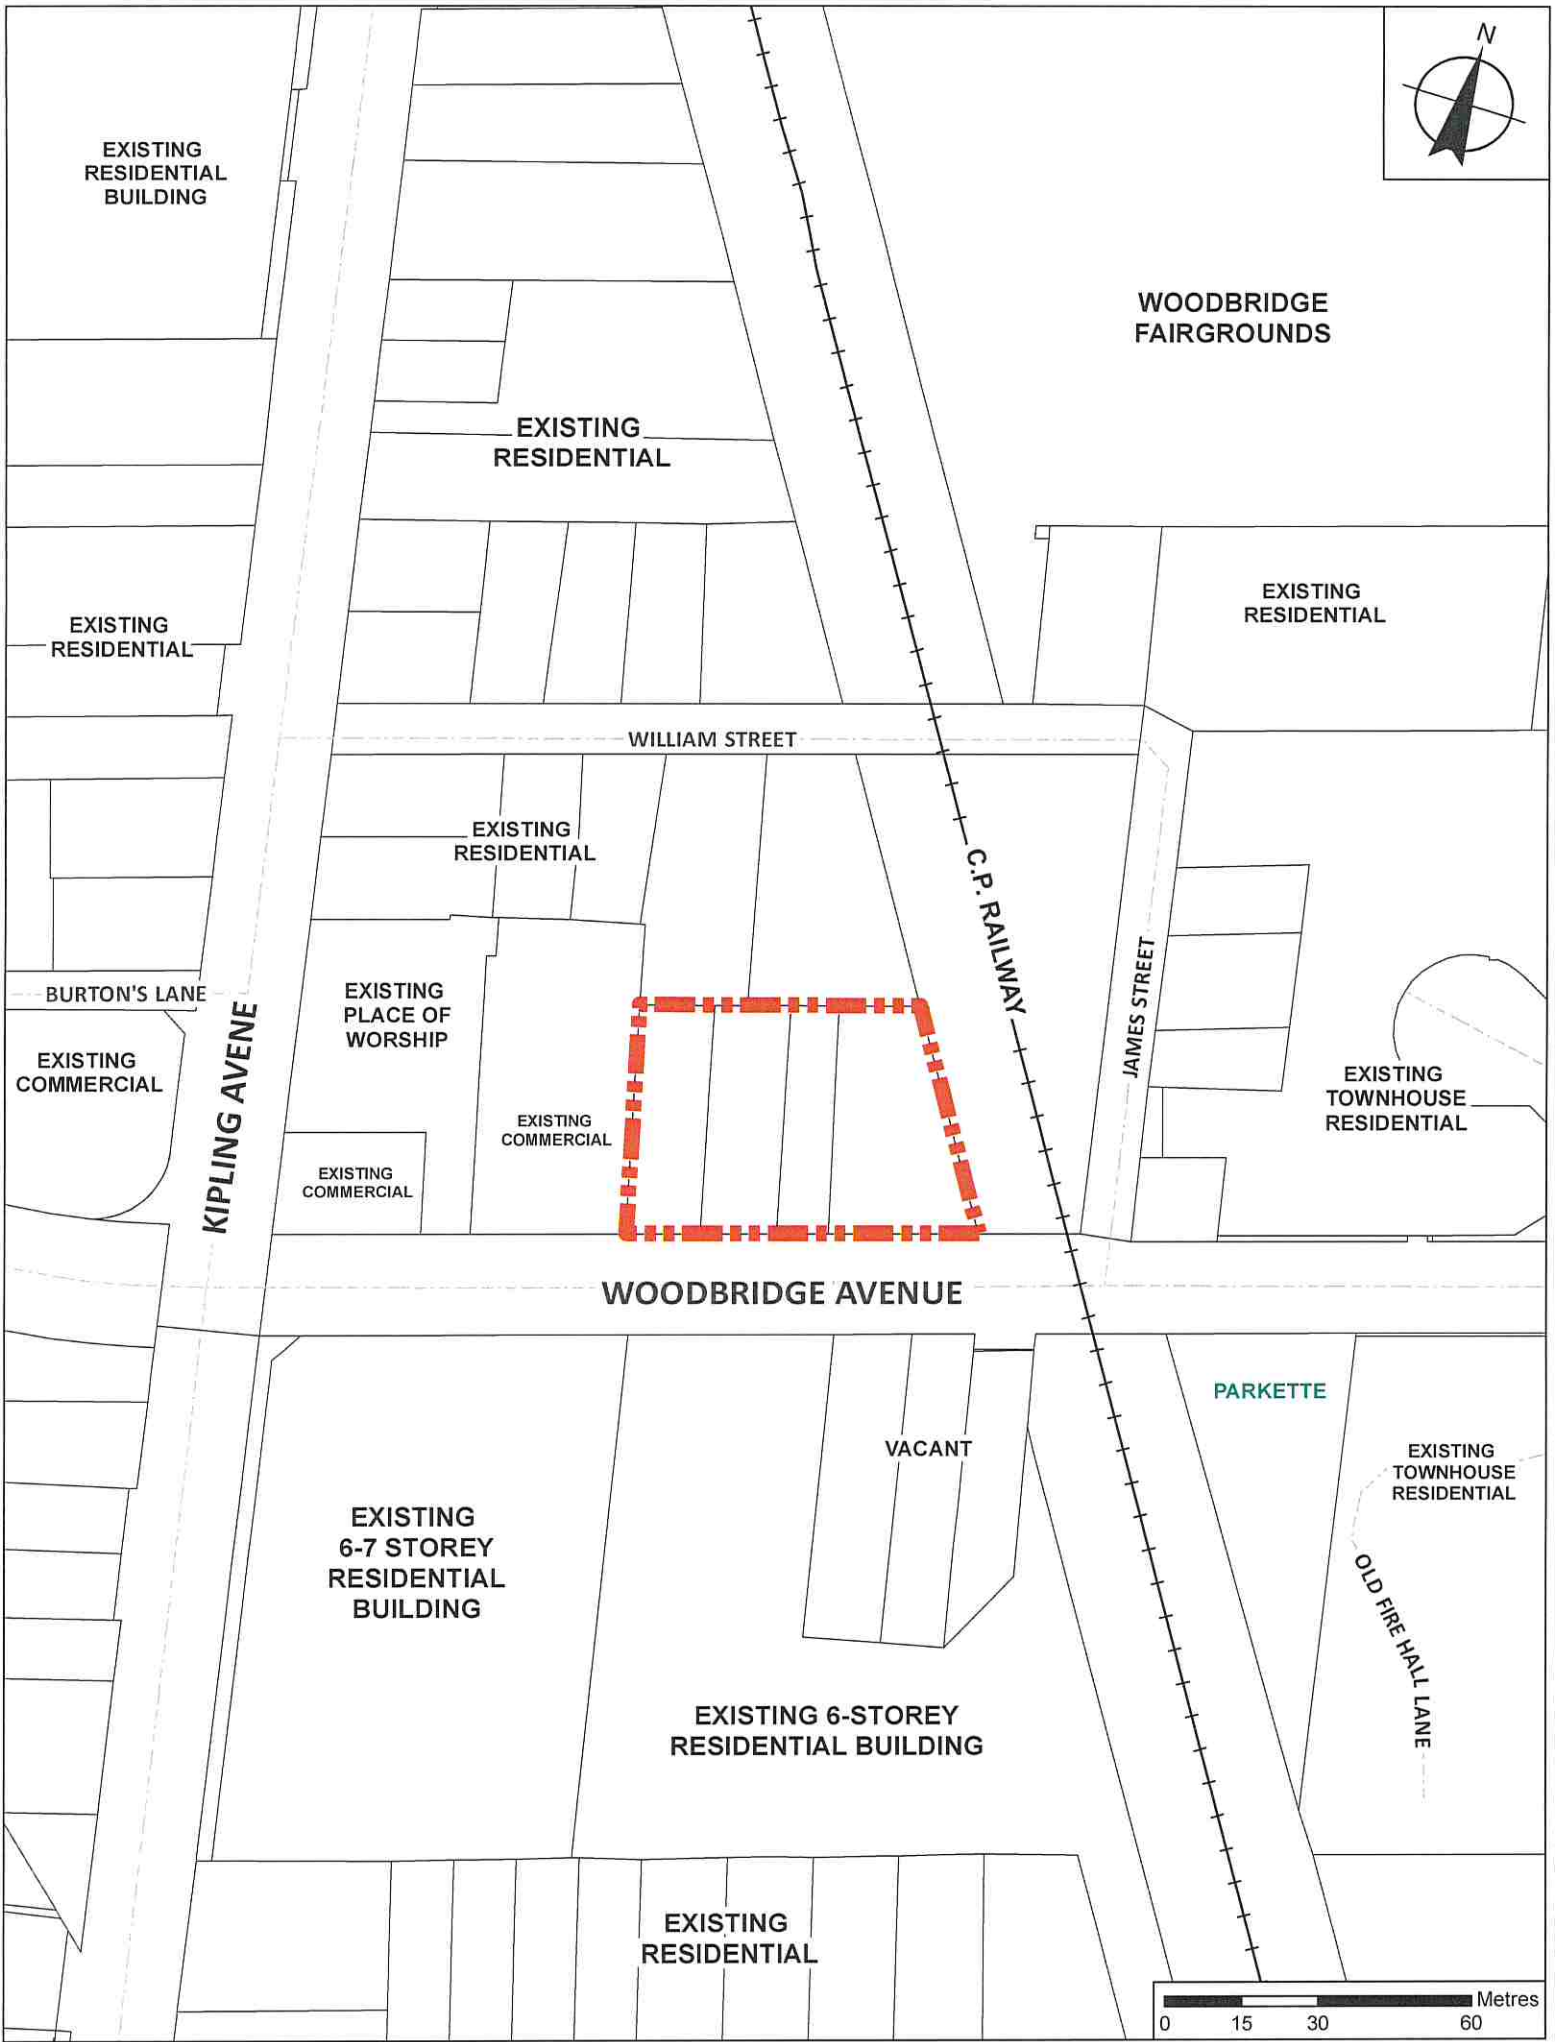 N
EXISTING
RESIDENTIAL
BUILDING
WOODBRIDGE
FAIRGROUNDS
EXISTING
RESIDENTIAL
EXISTING
RESIDENTIAL
EXISTING
RESIDENTIAL
WILLIAM STREET
EXISTING
RESIDENTIAL
C.P. RAILWAY
JAMES STREET
BURTON'S LANE
KIPLING AVENE
EXISTING
PLACE OF
WORSHIP
EXISTING
COMMERCIAL
EXISTING
COMMERCIAL
EXISTING
COMMERCIAL
EXISTING
TOWNHOUSE
RESIDENTIAL
WOODBRIDGE AVENUE
PARKETTE
VACANT
EXISTING
TOWNHOUSE
RESIDENTIAL
EXISTING
6-7 STOREY
RESIDENTIAL
BUILDING
OLD FIRE HALL LANE
EXISTING 6-STOREY
RESIDENTIAL BUILDING
EXISTING
RESIDENTIAL
Metres
0 15 30 60